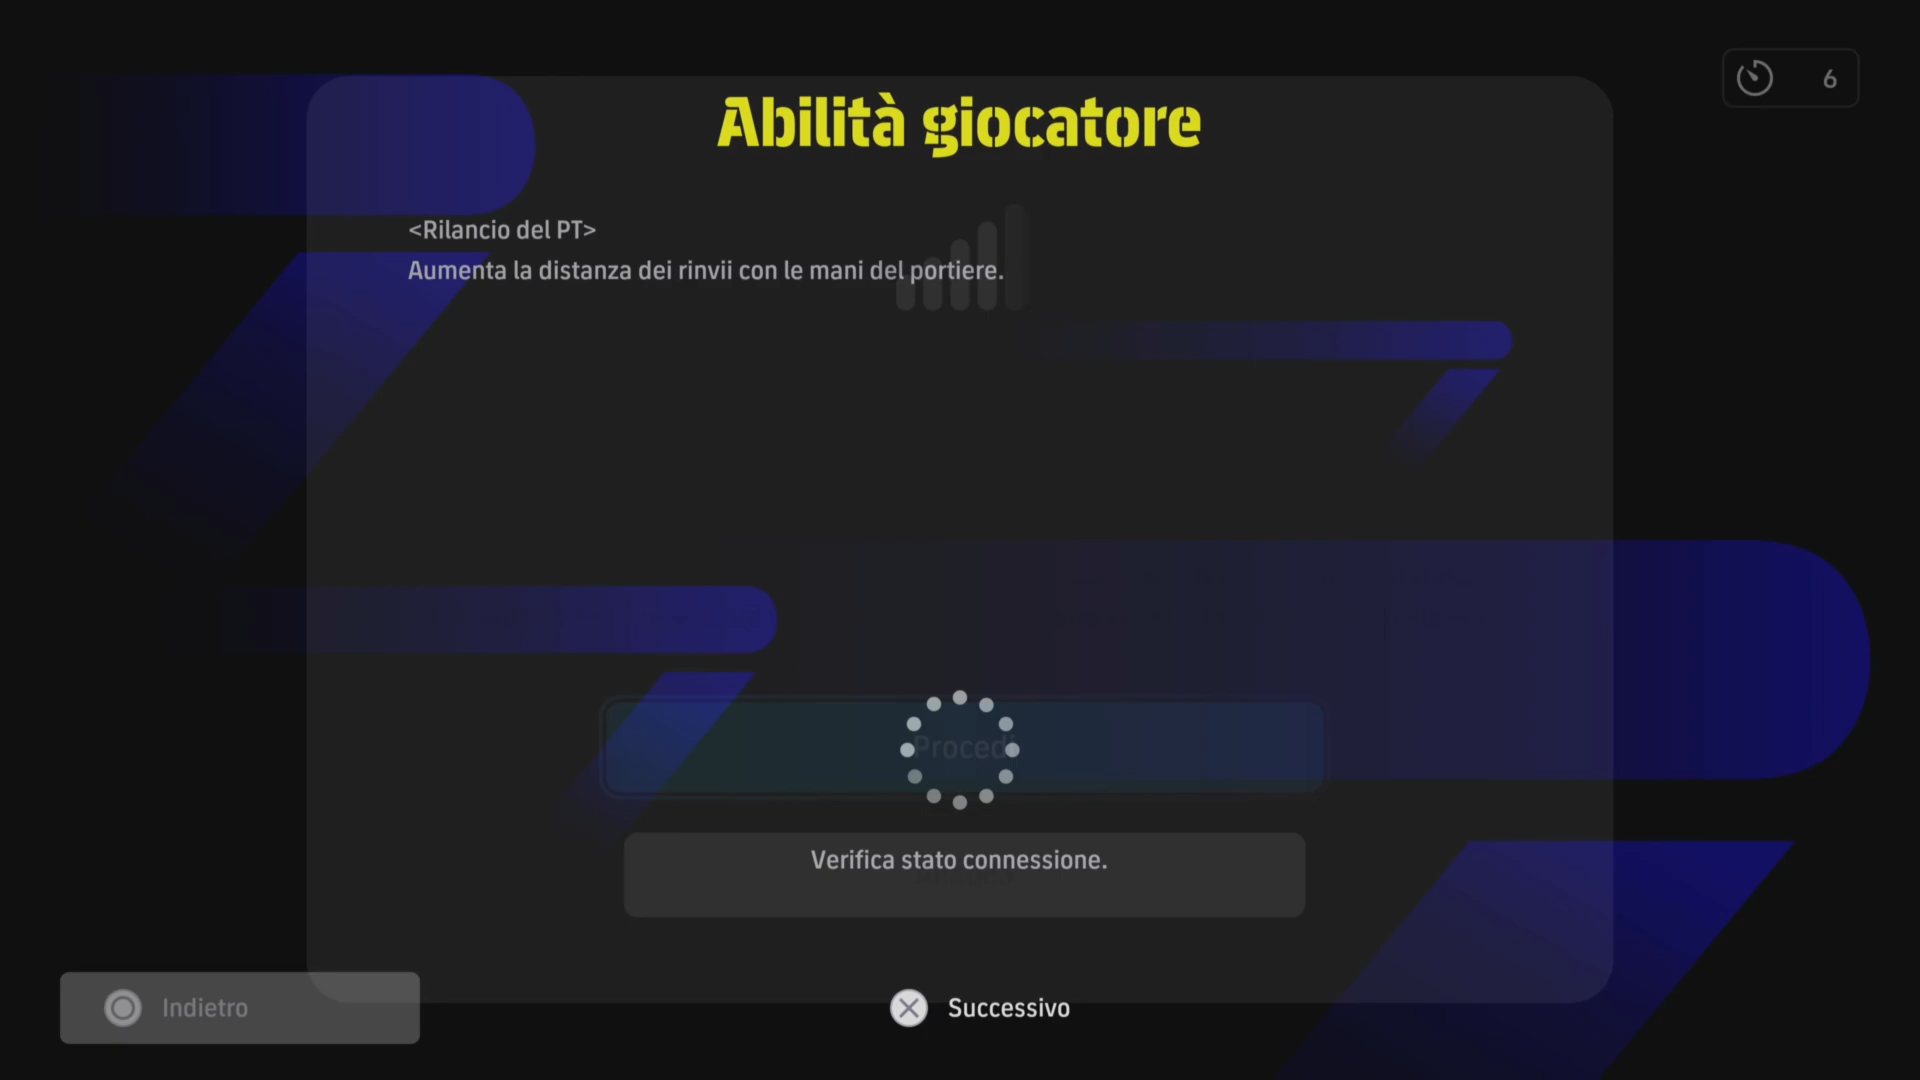 6
Abilità giocatore
<Rilancio del PT>
Aumenta la distanza dei rinvii con le mani del portiere.
Procedi
Verifica stato connessione.
Indietro
Successivo